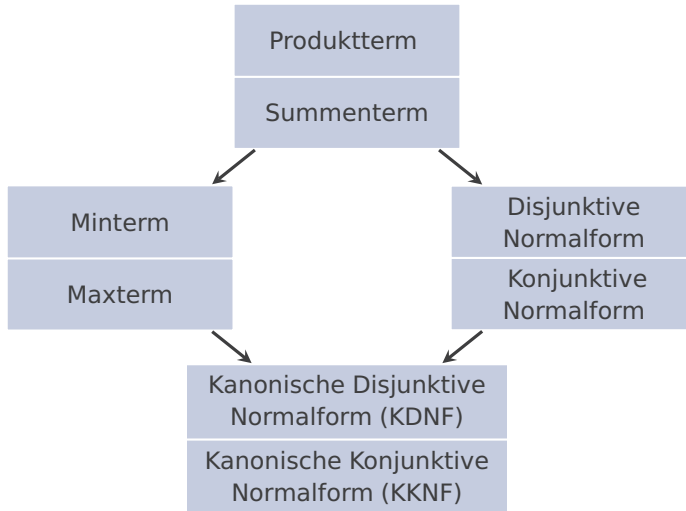 Produktterm
Summenterm
Minterm
Maxterm
Disjunktive
Normalform
Konjunktive
Normalform
Kanonische Disjunktive
Normalform (KDNF)
Kanonische Konjunktive
Normalform (KKNF)